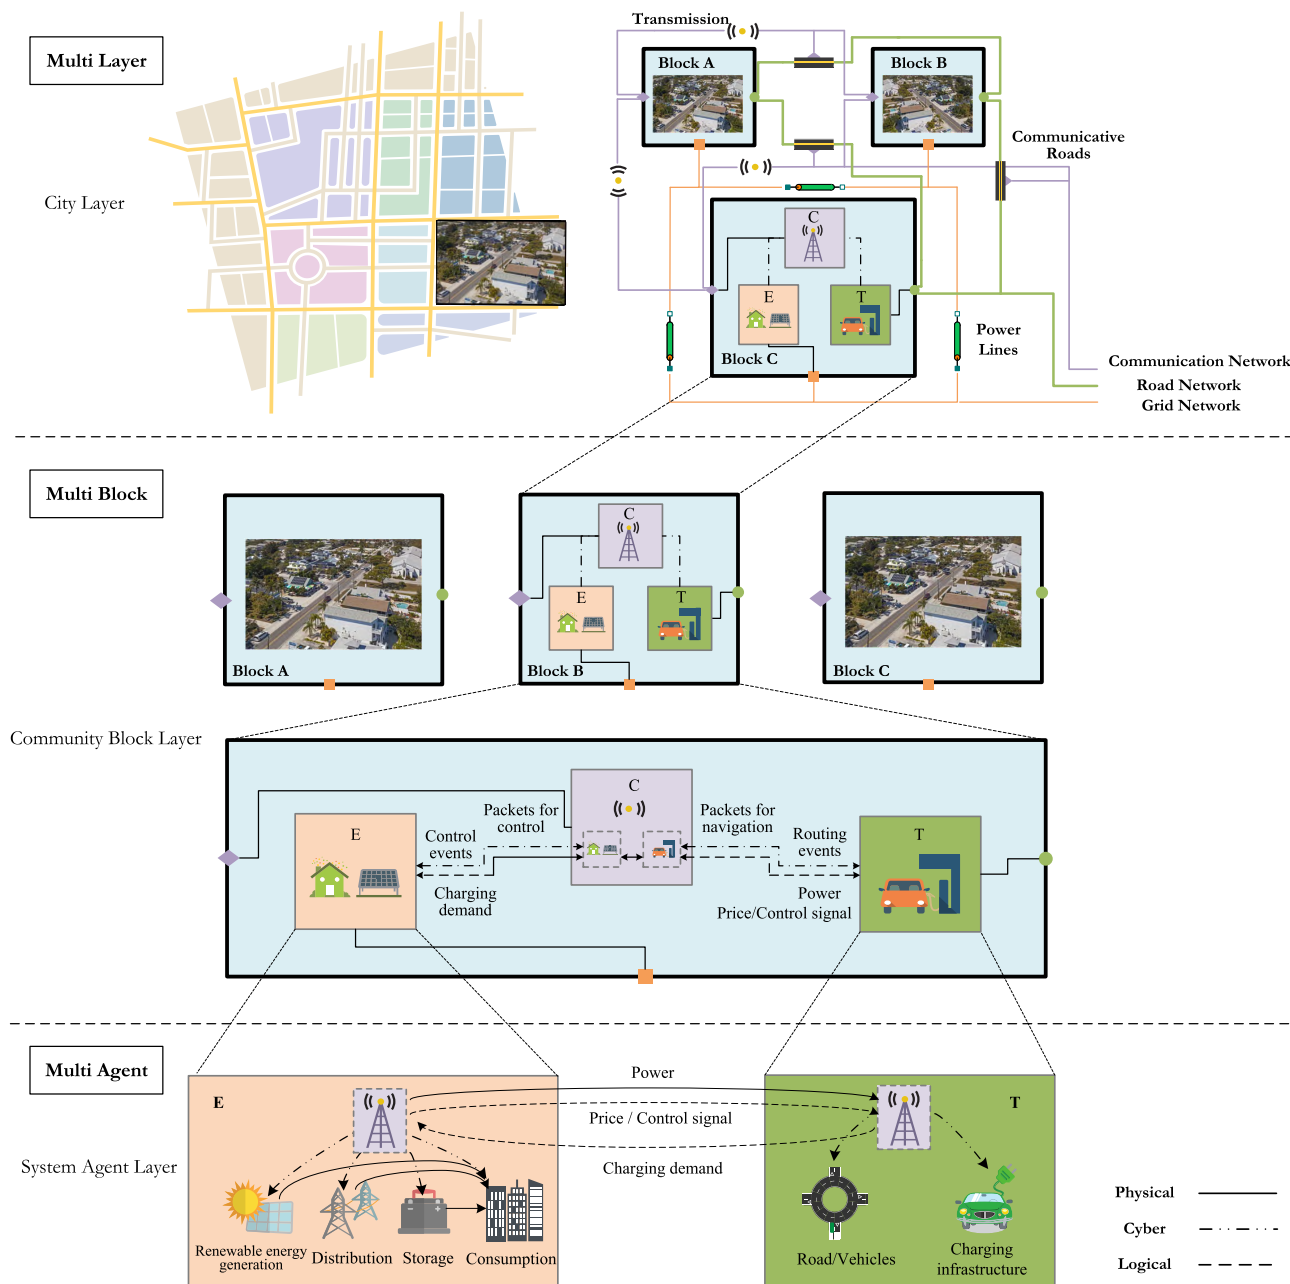 Multi Layer
City Layer
Transmission
Block A
Block B
Communicative
Roads
C
E
T
Block C
Power
Lines
Communication Network
Road Network
Grid Network
Multi Block
C
E
T
Block A
Block B
Block C
Community Block Layer
C
E
T
Packets for
control
Packets for
navigation
Control
events
Routing
events
Charging
demand
Power
Price/Control signal
Multi Agent
System Agent Layer
E
T
Power
Price / Control signal
Charging demand
Renewable energy
generation
Distribution
Storage
Consumption
Road/Vehicles
Charging
infrastructure
Physical
Cyber
Logical